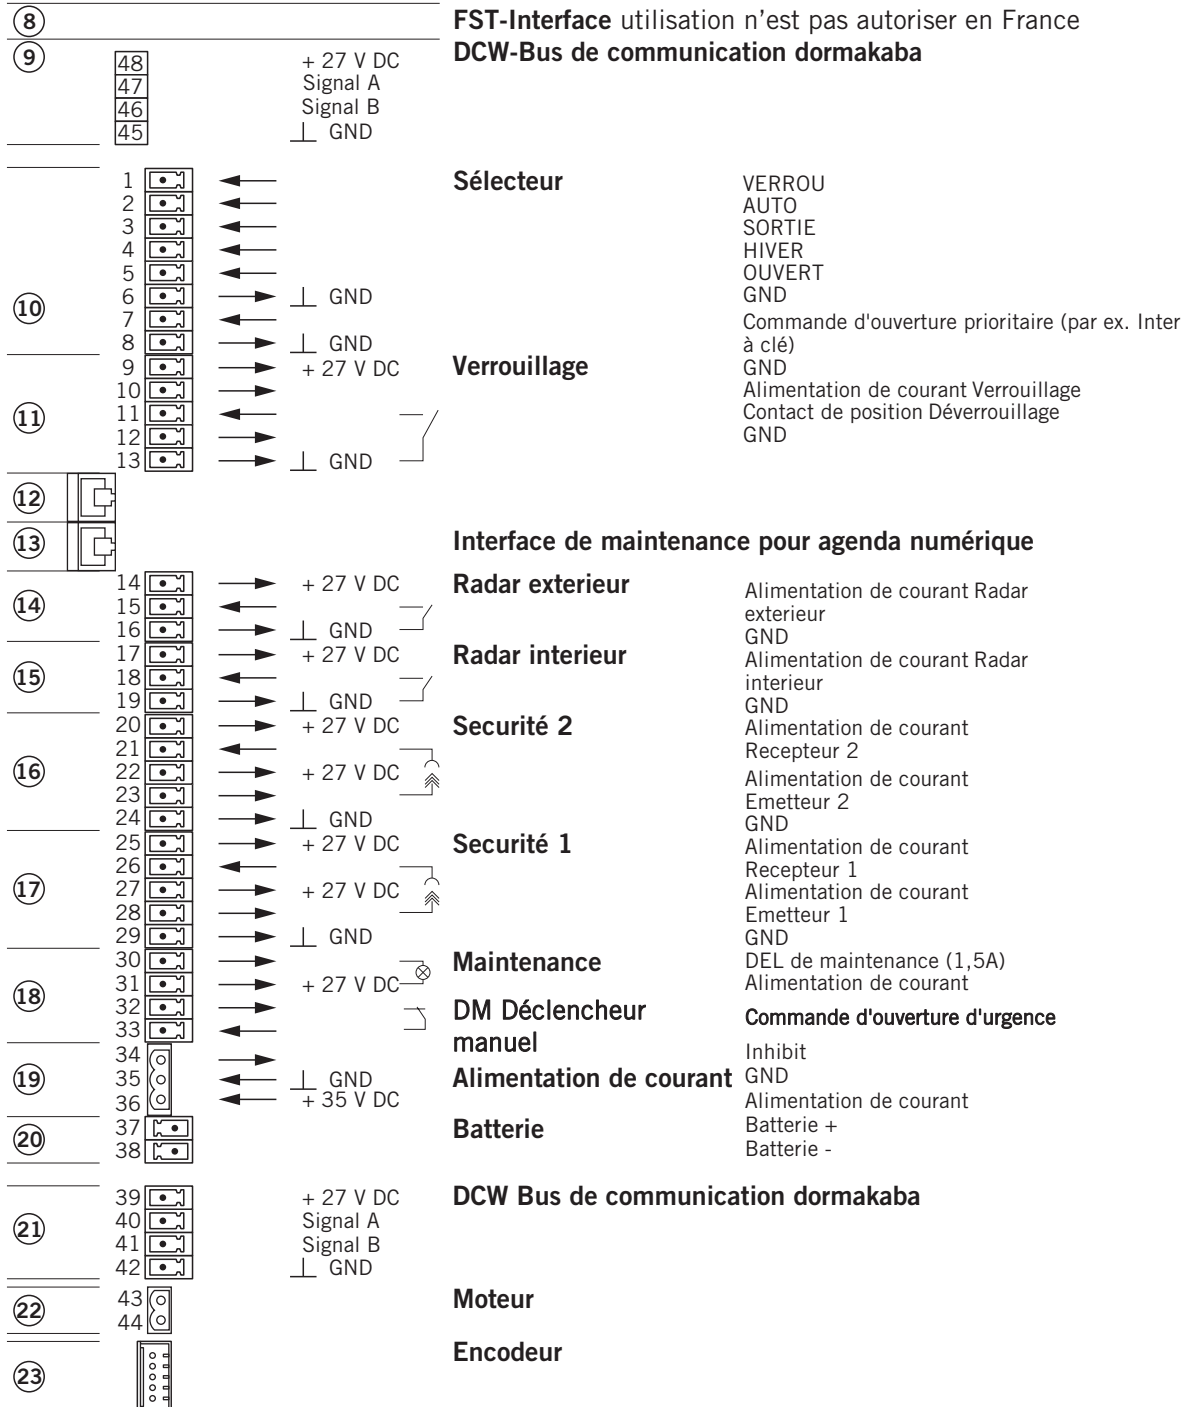 8 FST-Interface utilisation n’est pas autoriser en France
9 DCW-Bus de communication dormakaba
48 + 27 V DC
47 Signal A
46 Signal B
45 GND
1 Sélecteur VERROU
2 AUTO
3 SORTIE
4 HIVER
5 OUVERT
10 6 GND GND
7 Commande d'ouverture prioritaire (par ex. Inter
à clé)
8 GND
9 + 27 V DC Verrouillage GND
10 Alimentation de courant Verrouillage
11 11 Contact de position Déverrouillage
12 GND
13 GND
12
13 Interface de maintenance pour agenda numérique
14 + 27 V DC Radar exterieur Alimentation de courant Radar
exterieur
14 15
16 GND GND
17 + 27 V DC Radar interieur Alimentation de courant Radar
interieur
15 18
19 GND GND
20 + 27 V DC Securité 2 Alimentation de courant
21 Recepteur 2
16 22 + 27 V DC Alimentation de courant
23 Emetteur 2
24 GND GND
25 + 27 V DC Securité 1 Alimentation de courant
26 Recepteur 1
17 27 + 27 V DC Alimentation de courant
28 Emetteur 1
29 GND GND
30 Maintenance DEL de maintenance (1,5A)
18 31 + 27 V DC Alimentation de courant
32 DM Déclencheur Commande d'ouverture d'urgence
33 manuel
34 Inhibit
19 35 GND Alimentation de courant GND
36 + 35 V DC Alimentation de courant
20 37 Batterie Batterie +
38 Batterie -
39 + 27 V DC DCW Bus de communication dormakaba
21 40 Signal A
41 Signal B
42 GND
22 43 Moteur
44
23 Encodeur